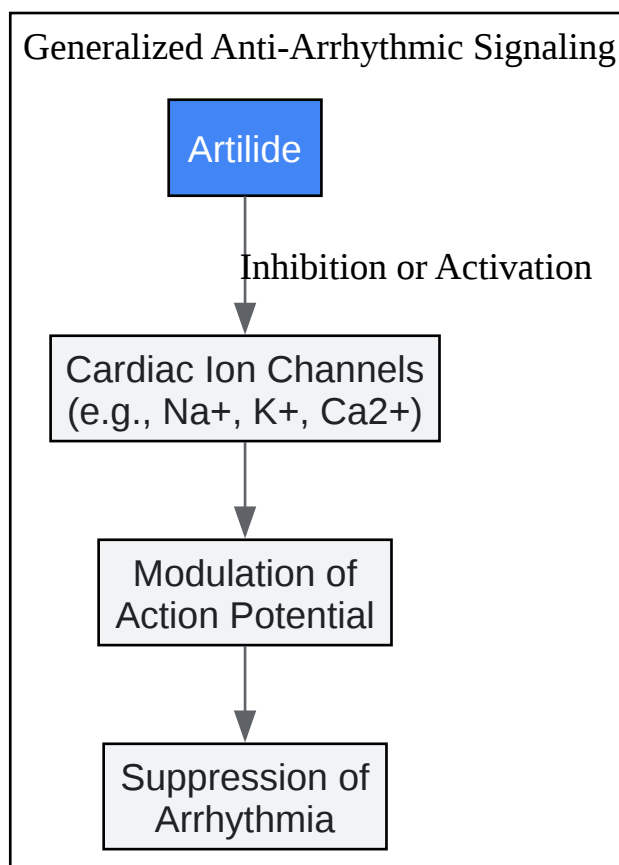 Generalized Anti-Arrhythmic Signaling
Artilide
Inhibition or Activation
Cardiac Ion Channels
(e.g., Na+, K+, Ca2+)
Modulation of
Action Potential
Suppression of
Arrhythmia